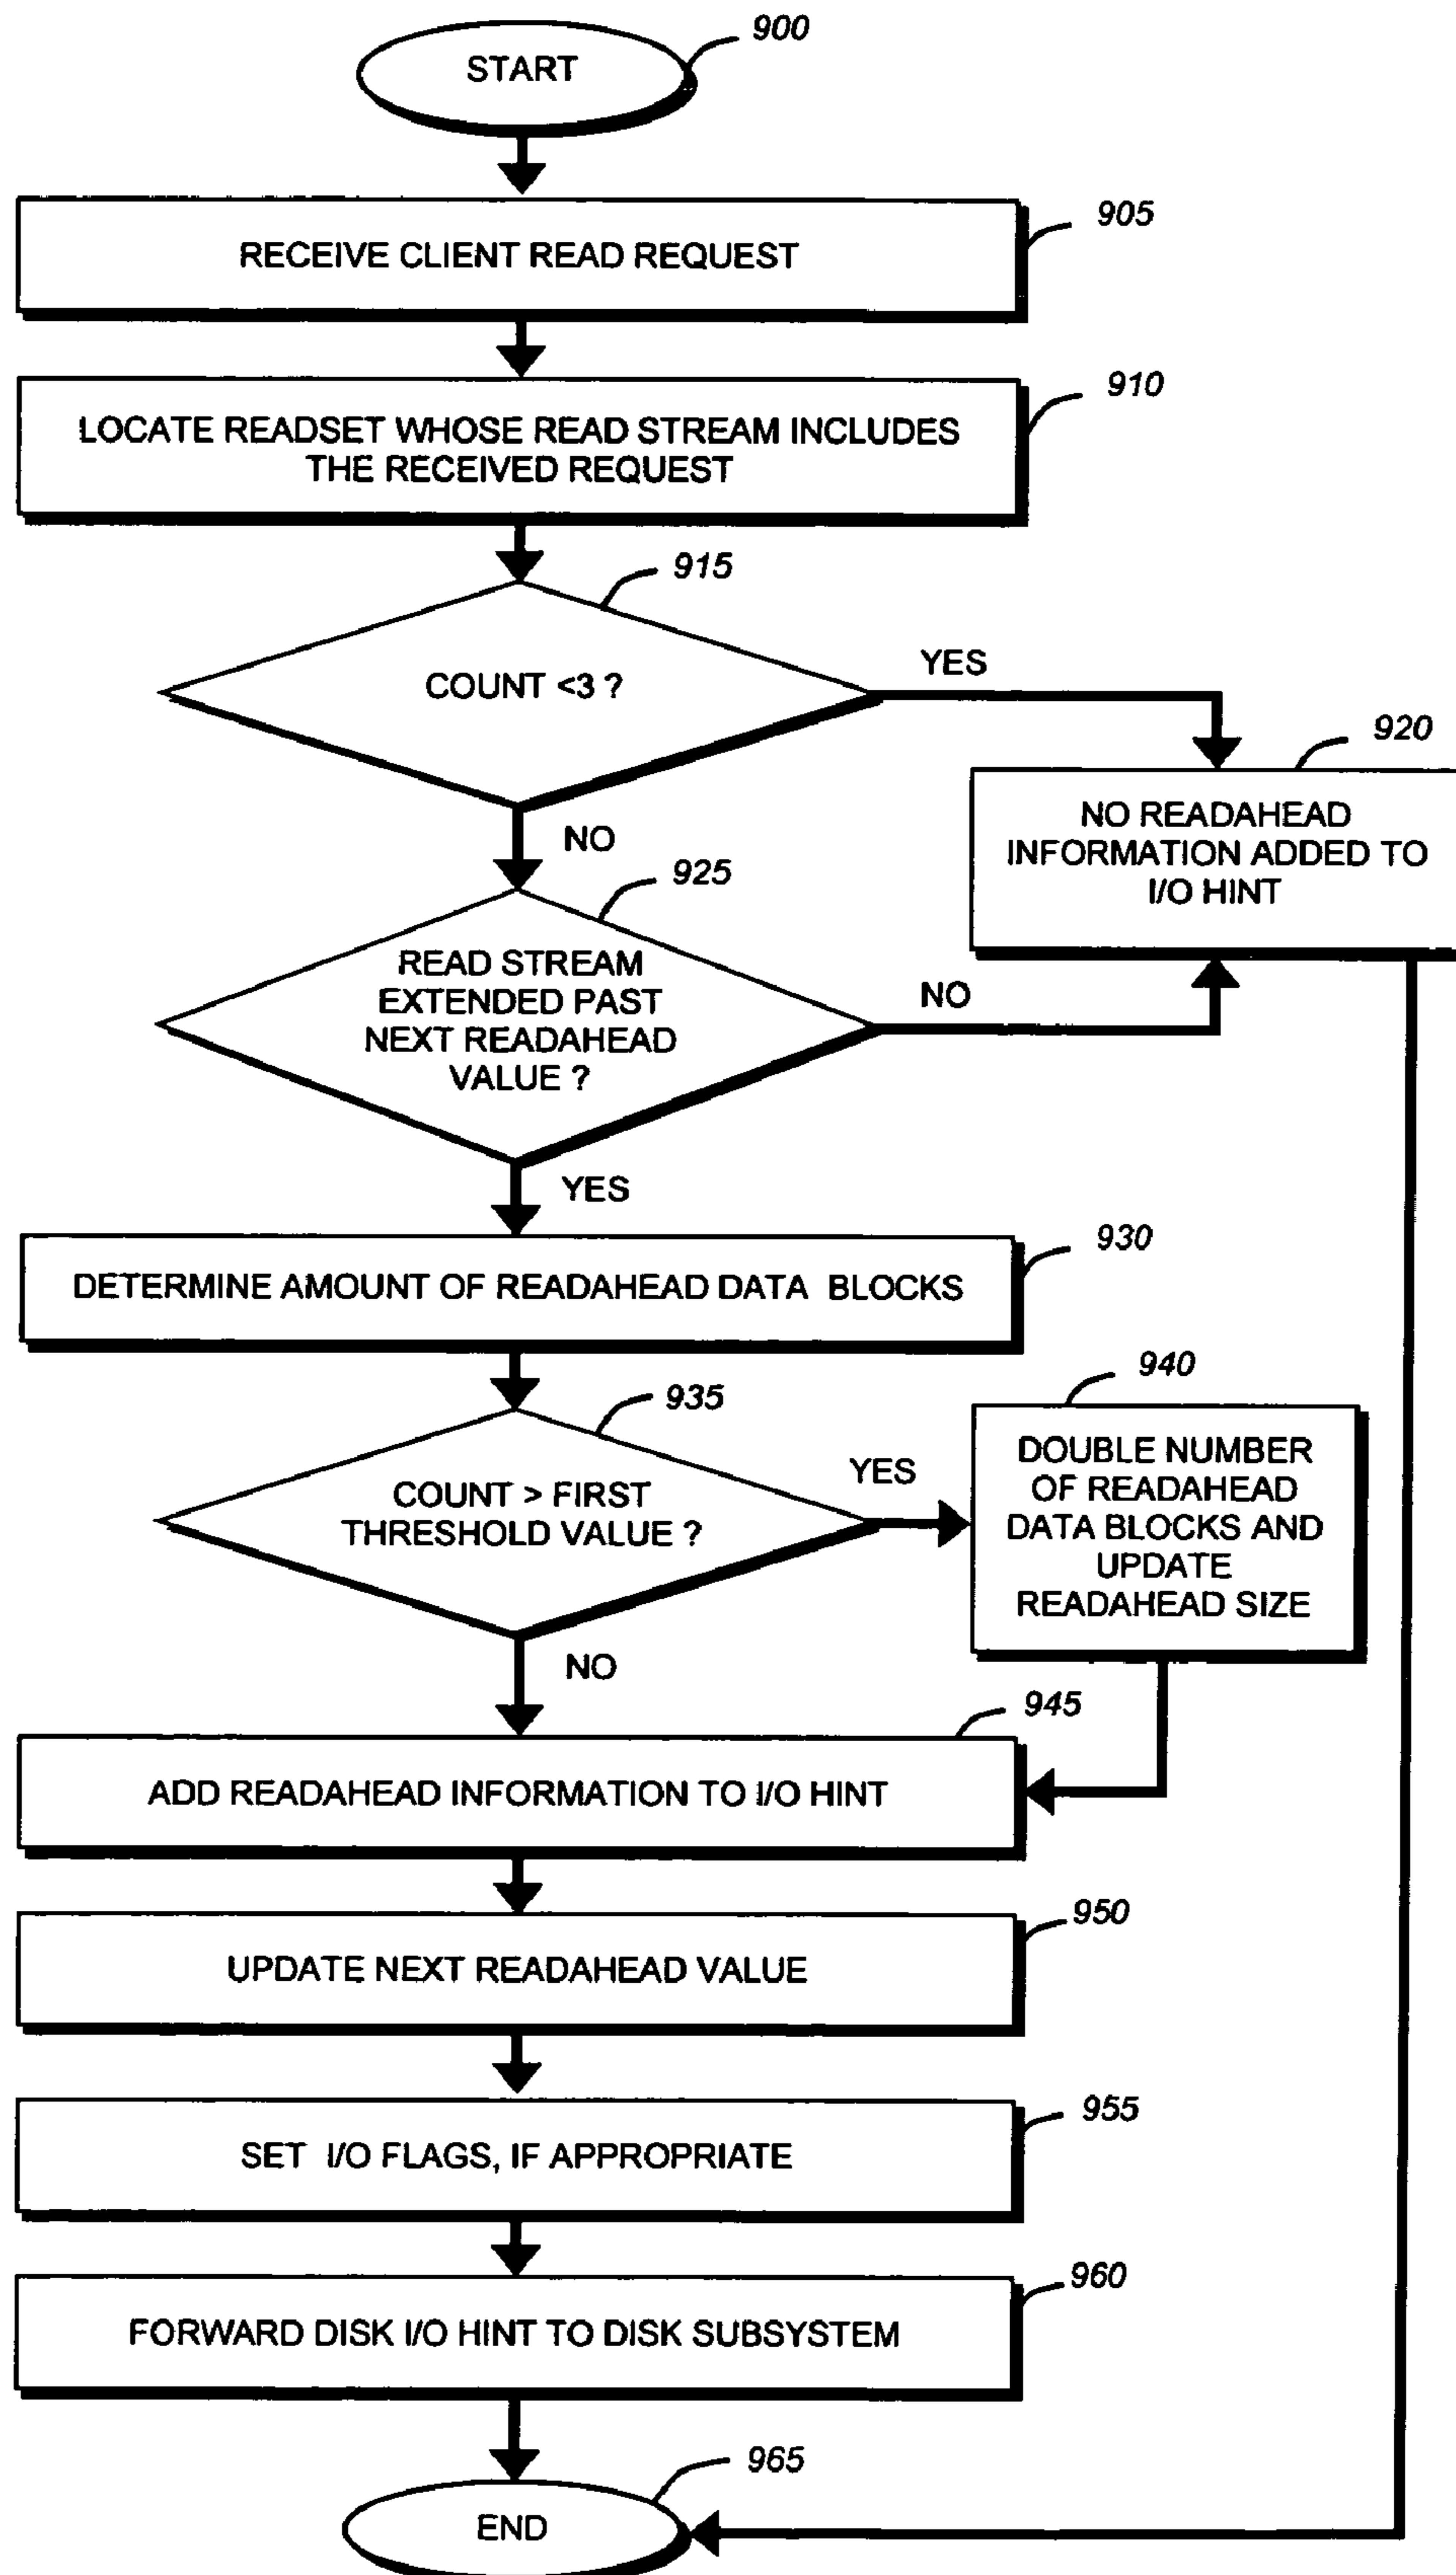 START
900
RECEIVE CLIENT READ REQUEST
905
LOCATE READSET WHOSE READ STREAM INCLUDES
THE RECEIVED REQUEST
910
915
COUNT <3 ?
YES
NO
920
NO READAHEAD
INFORMATION ADDED TO
I/O HINT
925
READ STREAM
EXTENDED PAST
NEXT READAHEAD
VALUE ?
NO
YES
930
DETERMINE AMOUNT OF READAHEAD DATA BLOCKS
935
COUNT > FIRST
THRESHOLD VALUE ?
YES
NO
940
DOUBLE NUMBER
OF READAHEAD
DATA BLOCKS AND
UPDATE
READAHEAD SIZE
945
ADD READAHEAD INFORMATION TO I/O HINT
950
UPDATE NEXT READAHEAD VALUE
955
SET I/O FLAGS, IF APPROPRIATE
960
FORWARD DISK I/O HINT TO DISK SUBSYSTEM
965
END